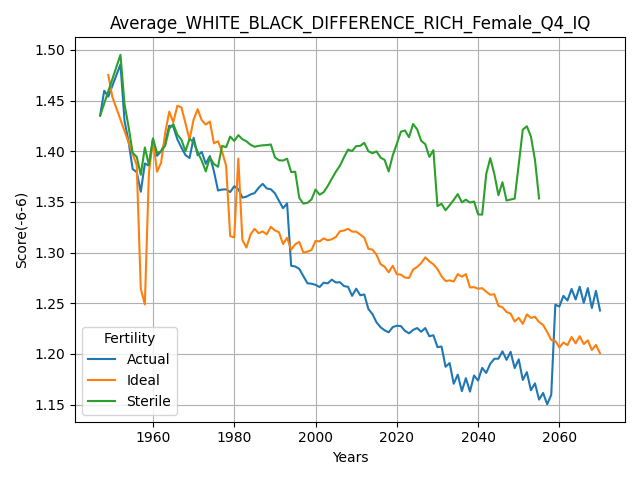 Average_WHITE_BLACK_DIFFERENCE_RICH_Female_Q4_IQ
1.50
1.45
1.40
1.35
1.30
1.25
1.20
1.15
Score(-6-6)
Fertility
Actual
Ideal
Sterile
1960 1980 2000 2020 2040 2060
Years